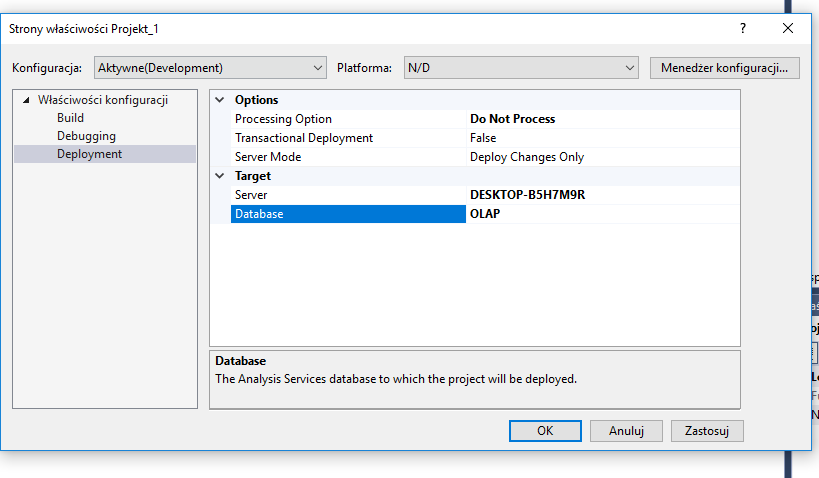 Strony właściwości Projekt_1
?
Konfiguracja: Aktywne(Development) Platforma: N/D Menedżer konfiguracji...
Właściwości konfiguracji
Build
Debugging
Deployment
Options
Processing Option Do Not Process
Transactional Deployment False
Server Mode Deploy Changes Only
Target
Server DESKTOP-B5H7M9R
Database OLAP
Database
The Analysis Services database to which the project will be deployed.
OK Anuluj Zastosuj